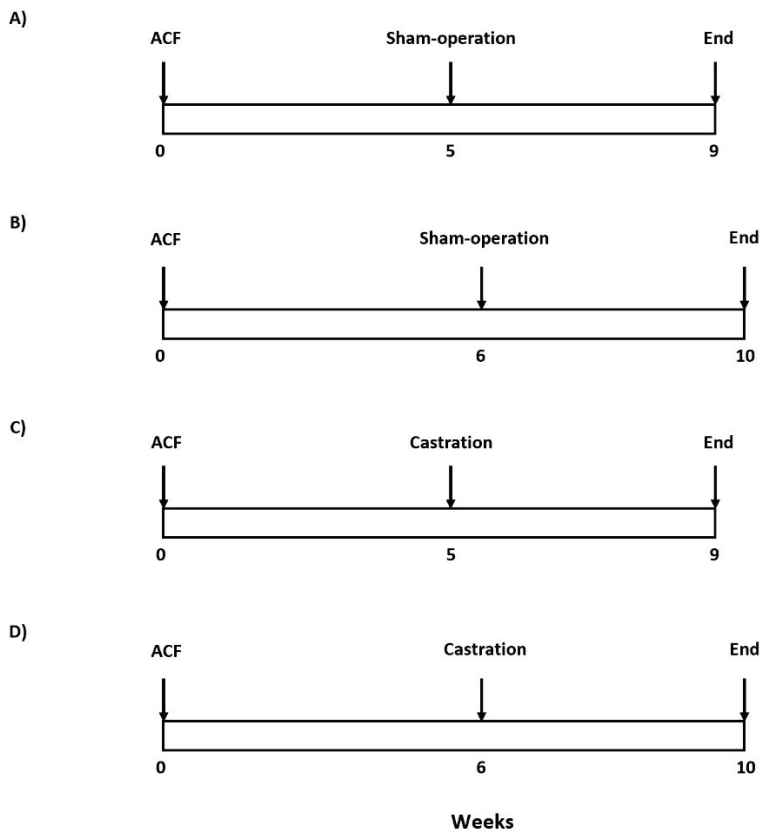 A)
ACF Sham-operation End
0 5 9
B)
ACF Sham-operation End
0 6 10
C)
ACF Castration End
0 5 9
D)
ACF Castration End
0 6 10
Weeks